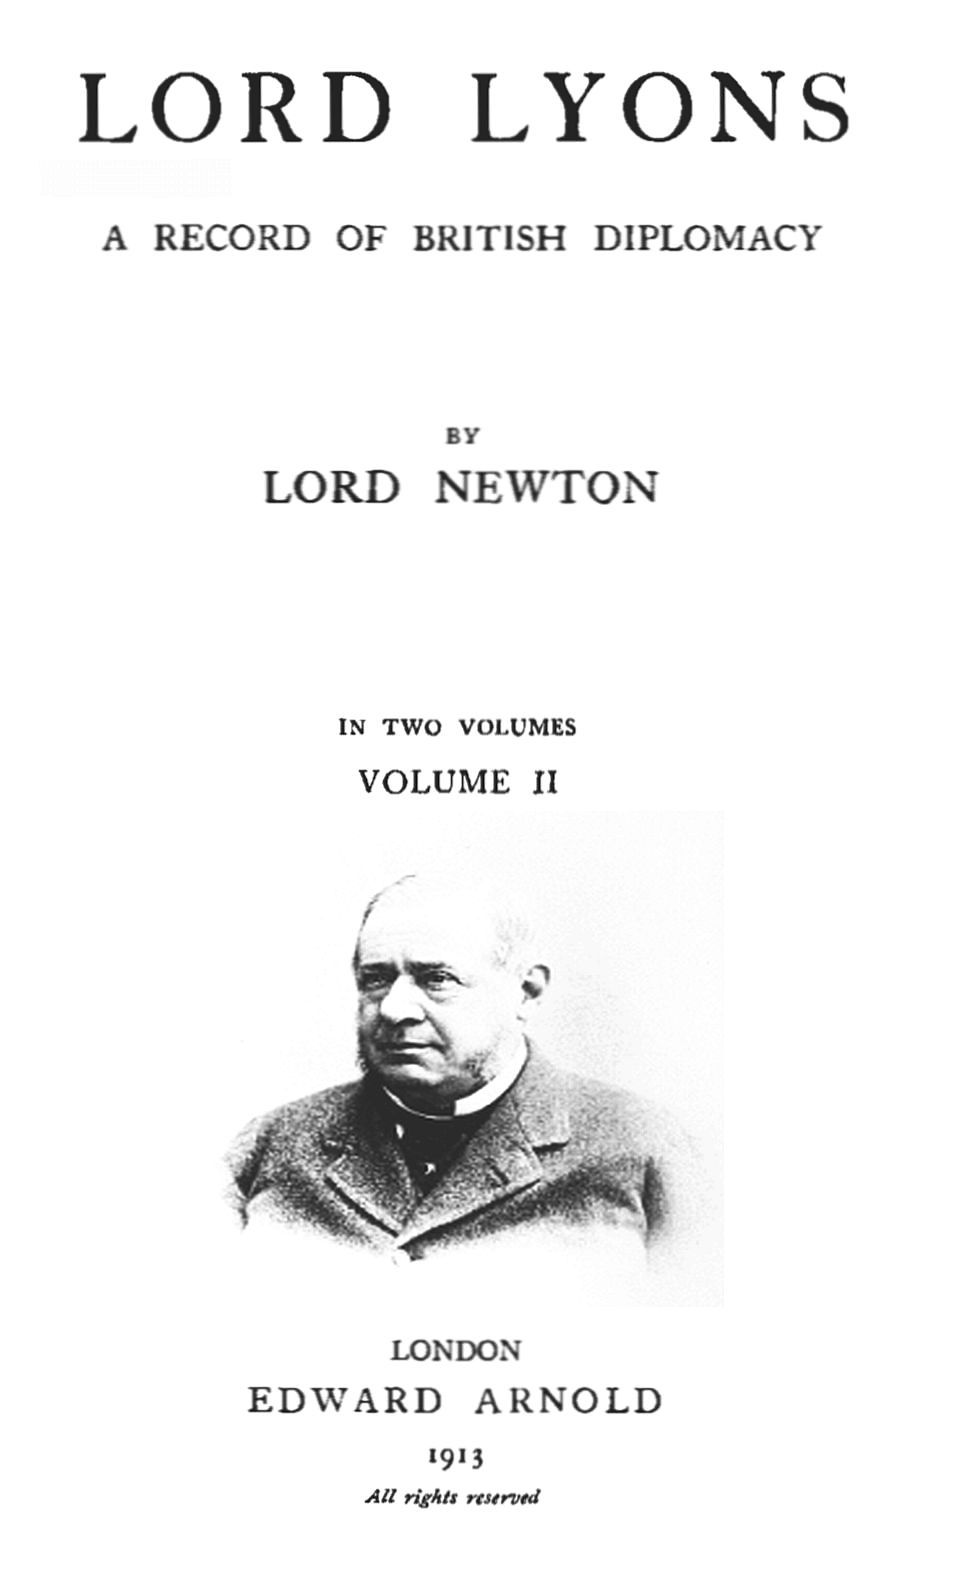 LORD LYONS
A RECORD OF BRITISH DIPLOMACY
BY
LORD NEWTON
IN TWO VOLUMES
VOLUME II
LONDON
EDWARD ARNOLD
1913
All rights reserved